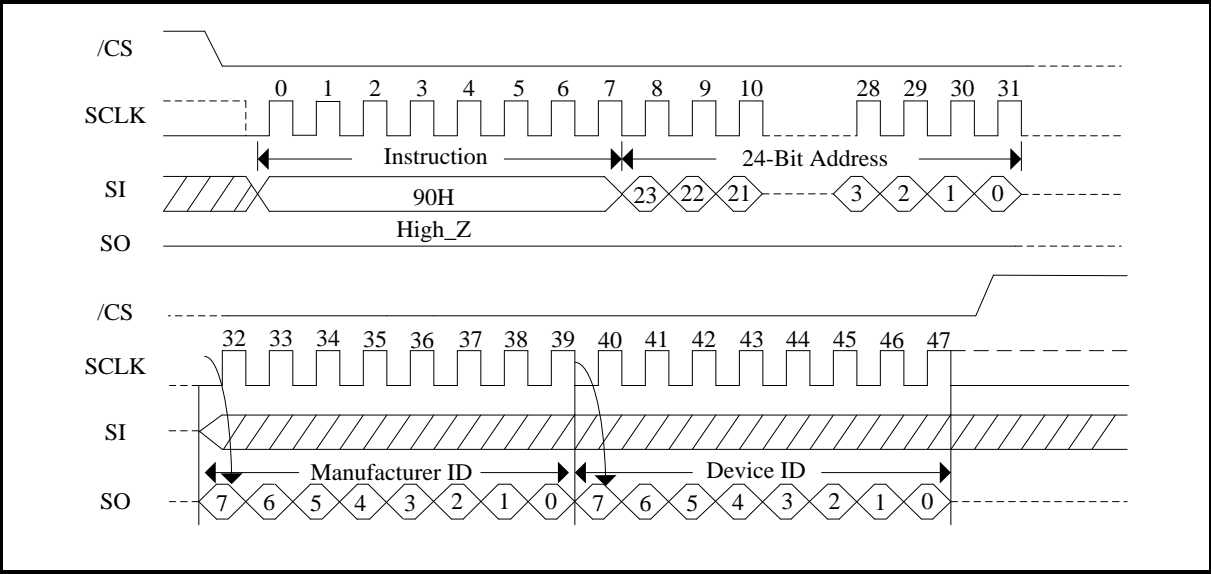 /CS
0 1 2 3 4 5 6 7 8 9 10 28 29 30 31
SCLK
Instruction 24-Bit Address
SI 90H 23 22 21 3 2 1 0
High_Z
SO
/CS
32 33 34 35 36 37 38 39 40 41 42 43 44 45 46 47
SCLK
SI
Manufacturer ID Device ID
SO 7 6 5 4 3 2 1 0 7 6 5 4 3 2 1 0